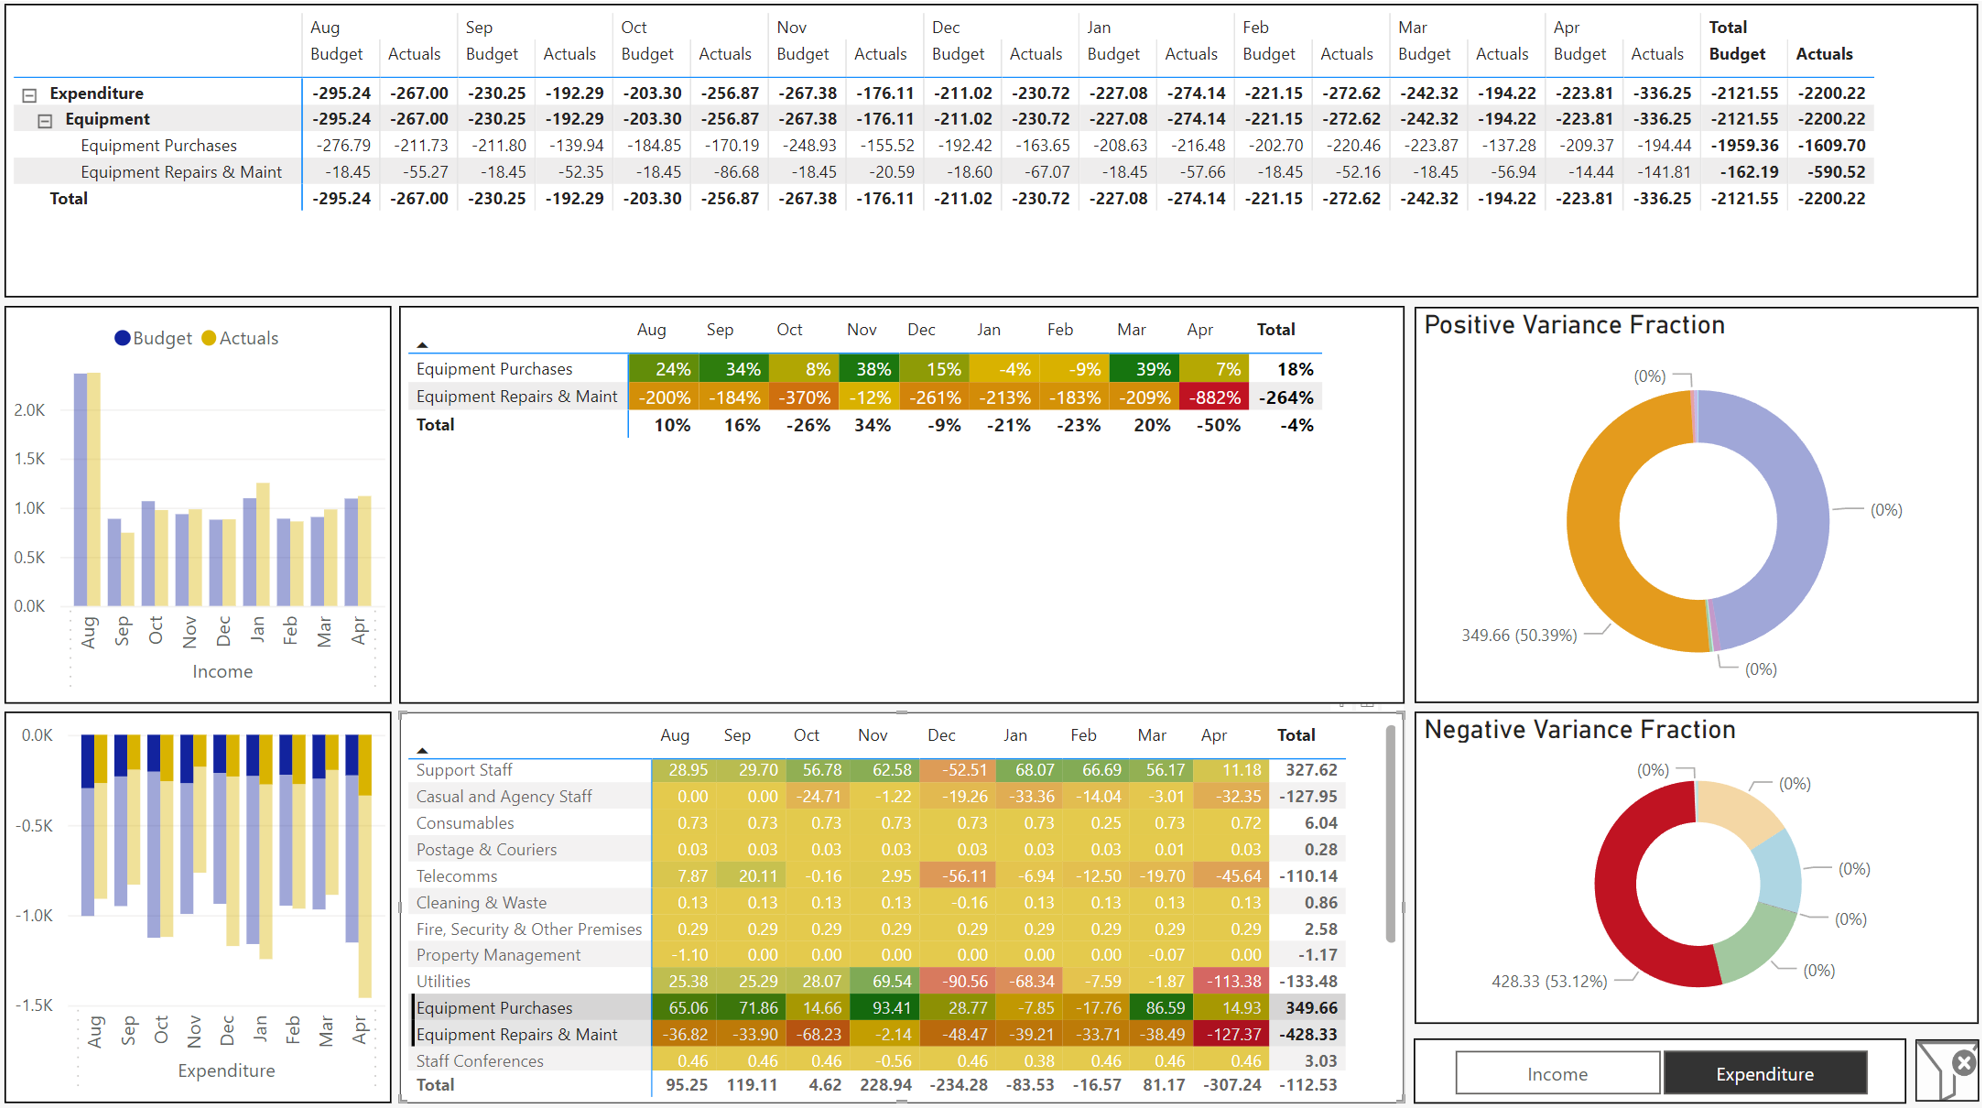 Aug Sep Oct Nov Dec Jan Feb Mar Apr Total
Budget Actuals Budget Actuals Budget Actuals Budget Actuals Budget Actuals Budget Actuals Budget Actuals Budget Actuals Budget Actuals Budget Actuals
Expenditure -295.24 -267.00 -230.25 -192.29 -203.30 -256.87 -267.38 -176.11 -211.02 -230.72 -227.08 -274.14 -221.15 -272.62 -242.32 -194.22 -223.81 -336.25 -2121.55 -2200.22
Equipment -295.24 -267.00 -230.25 -192.29 -203.30 -256.87 -267.38 -176.11 -211.02 -230.72 -227.08 -274.14 -221.15 -272.62 -242.32 -194.22 -223.81 -336.25 -2121.55 -2200.22
Equipment Purchases -276.79 -211.73 -211.80 -139.94 -184.85 -170.19 -248.93 -155.52 -192.42 -163.65 -208.63 -216.48 -202.70 -220.46 -223.87 -137.28 -209.37 -194.44 -1959.36 -1609.70
Equipment Repairs & Maint -18.45 -55.27 -18.45 -52.35 -18.45 -86.68 -18.45 -20.59 -18.60 -67.07 -18.45 -57.66 -18.45 -52.16 -18.45 -56.94 -14.44 -141.81 -162.19 -590.52
Total -295.24 -267.00 -230.25 -192.29 -203.30 -256.87 -267.38 -176.11 -211.02 -230.72 -227.08 -274.14 -221.15 -272.62 -242.32 -194.22 -223.81 -336.25 -2121.55 -2200.22
Budget Actuals
2.0K
1.5K
1.0K
0.5K
0.0K
Aug Sep Oct Nov Dec Jan Feb Mar Apr
Income
Aug Sep Oct Nov Dec Jan Feb Mar Apr Total
Equipment Purchases 24% 34% 8% 38% 15% -4% -9% 39% 7% 18%
Equipment Repairs & Maint -200% -184% -370% -12% -261% -213% -183% -209% -882% -264%
Total 10% 16% -26% 34% -9% -21% -23% 20% -50% -4%
Positive Variance Fraction
(0%)
(0%)
349.66 (50.39%)
(0%)
0.0K
-0.5K
-1.0K
-1.5K
Aug Sep Oct Nov Dec Jan Feb Mar Apr
Expenditure
Aug Sep Oct Nov Dec Jan Feb Mar Apr Total
Support Staff 28.95 29.70 56.78 62.58 -52.51 68.07 66.69 56.17 11.18 327.62
Casual and Agency Staff 0.00 0.00 -24.71 -1.22 -19.26 -33.36 -14.04 -3.01 -32.35 -127.95
Consumables 0.73 0.73 0.73 0.73 0.73 0.73 0.25 0.73 0.72 6.04
Postage & Couriers 0.03 0.03 0.03 0.03 0.03 0.03 0.03 0.01 0.03 0.28
Telecomms 7.87 20.11 -0.16 2.95 -56.11 -6.94 -12.50 -19.70 -45.64 -110.14
Cleaning & Waste 0.13 0.13 0.13 0.13 -0.16 0.13 0.13 0.13 0.13 0.86
Fire, Security & Other Premises 0.29 0.29 0.29 0.29 0.29 0.29 0.29 0.29 0.29 2.58
Property Management -1.10 0.00 0.00 0.00 0.00 0.00 0.00 -0.07 0.00 -1.17
Utilities 25.38 25.29 28.07 69.54 -90.56 -68.34 -7.59 -1.87 -113.38 -133.48
Equipment Purchases 65.06 71.86 14.66 93.41 28.77 -7.85 -17.76 86.59 14.93 349.66
Equipment Repairs & Maint -36.82 -33.90 -68.23 -2.14 -48.47 -39.21 -33.71 -38.49 -127.37 -428.33
Staff Conferences 0.46 0.46 0.46 -0.56 0.46 0.38 0.46 0.46 0.46 3.03
Total 95.25 119.11 4.62 228.94 -234.28 -83.53 -16.57 81.17 -307.24 -112.53
Negative Variance Fraction
(0%)
(0%)
(0%)
(0%)
(0%)
428.33 (53.12%)
Income Expenditure